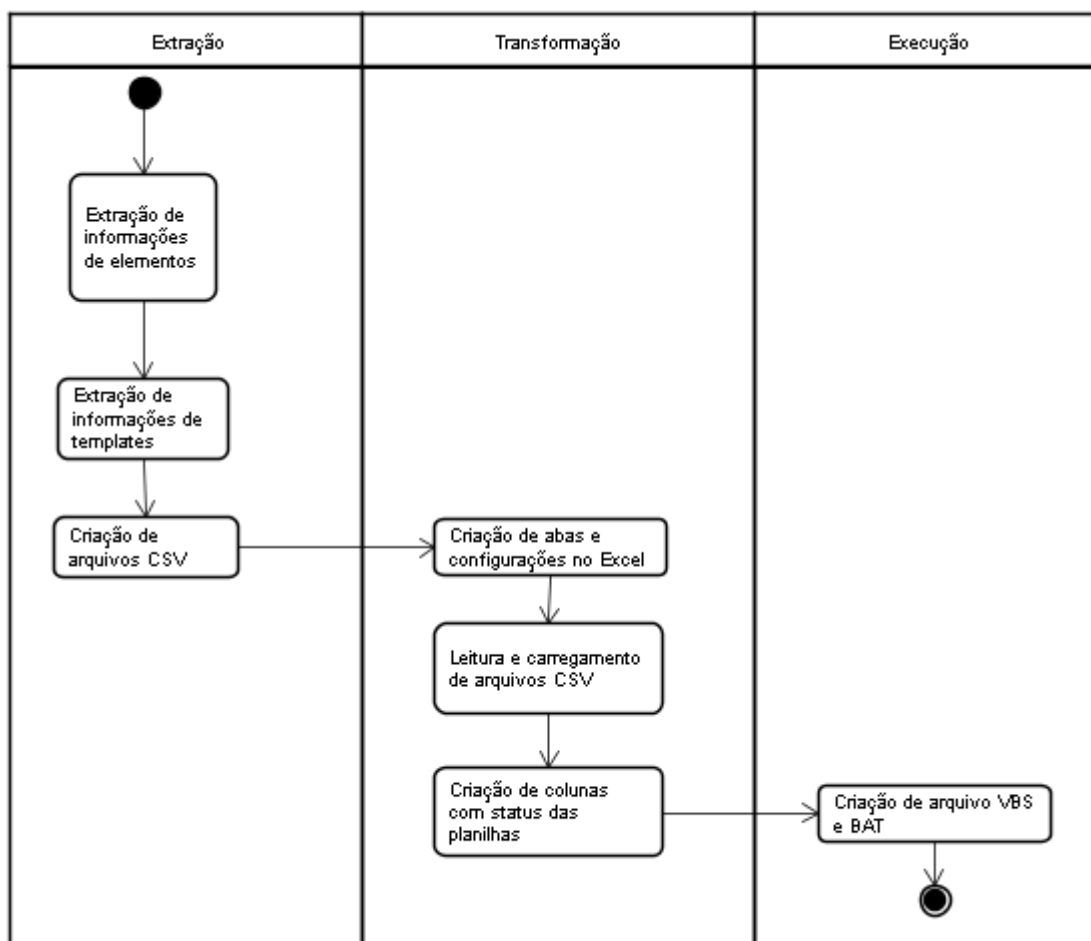 Extração
Transformação
Execução
Extração de
informações
de elementos
Extração de
informações de
templates
Criação de
arquivos CSV
Criação de abas e
configurações no Excel
Leitura e carregamento
de arquivos CSV
Criação de colunas
com status das
planilhas
Criação de arquivo VBS
e BAT